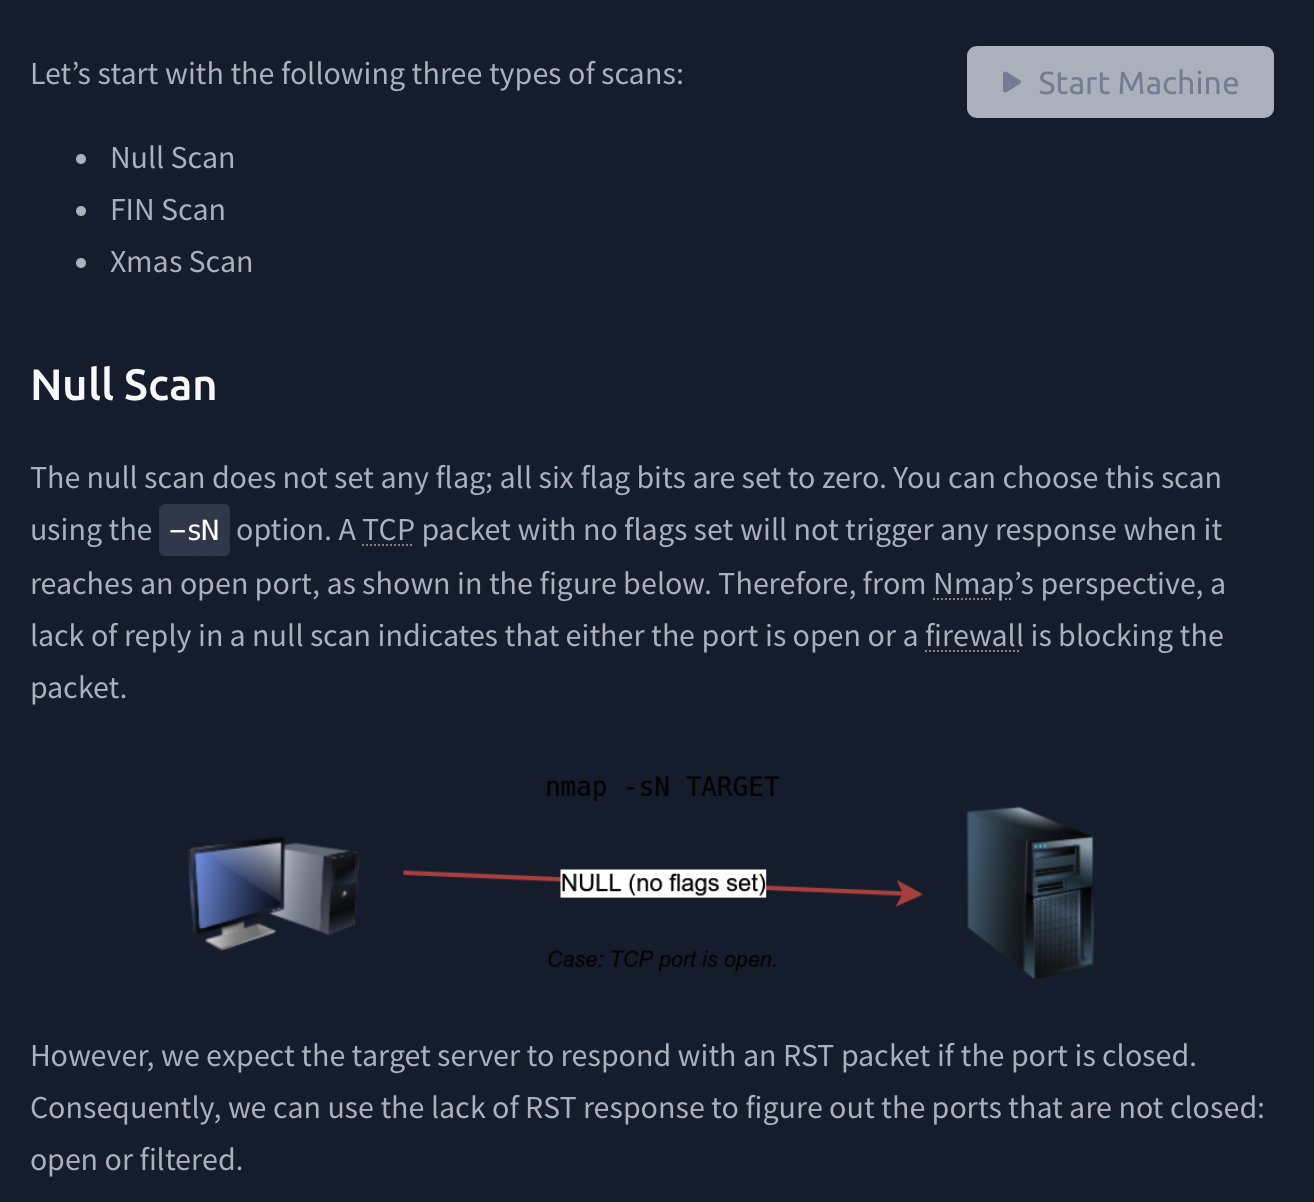 Let’s start with the following three types of scans:
Start Machine
• Null Scan
• FIN Scan
• Xmas Scan
Null Scan
The null scan does not set any flag; all six flag bits are set to zero. You can choose this scan
using the -sN option. A TCP packet with no flags set will not trigger any response when it
reaches an open port, as shown in the figure below. Therefore, from Nmap’s perspective, a
lack of reply in a null scan indicates that either the port is open or a firewall is blocking the
packet.
nmap -sN TARGET
NULL (no flags set)
Case: TCP port is open.
However, we expect the target server to respond with an RST packet if the port is closed.
Consequently, we can use the lack of RST response to figure out the ports that are not closed:
open or filtered.